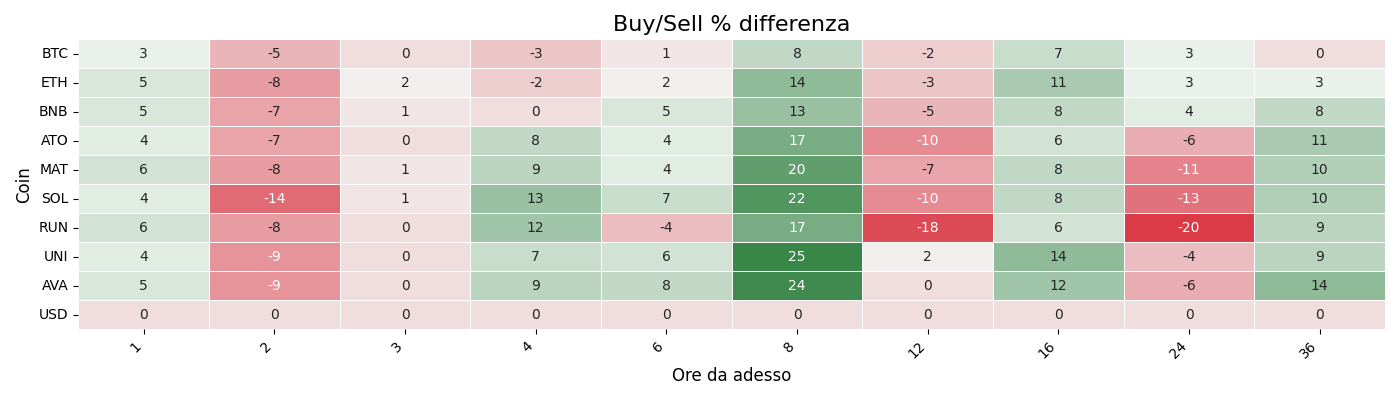 Buy/Sell % differenza
Coin
BTC 3 -5 0 -3 1 8 -2 7 3 0
ETH 5 -8 2 -2 2 14 -3 11 3 3
BNB 5 -7 1 0 5 13 -5 8 4 8
ATO 4 -7 0 8 4 17 -10 6 -6 11
MAT 6 -8 1 9 4 20 -7 8 -11 10
SOL 4 -14 1 13 7 22 -10 8 -13 10
RUN 6 -8 0 12 -4 17 -18 6 -20 9
UNI 4 -9 0 7 6 25 2 14 -4 9
AVA 5 -9 0 9 8 24 0 12 -6 14
USD 0 0 0 0 0 0 0 0 0 0
1 2 3 4 6 8 12 16 24 36
Ore da adesso